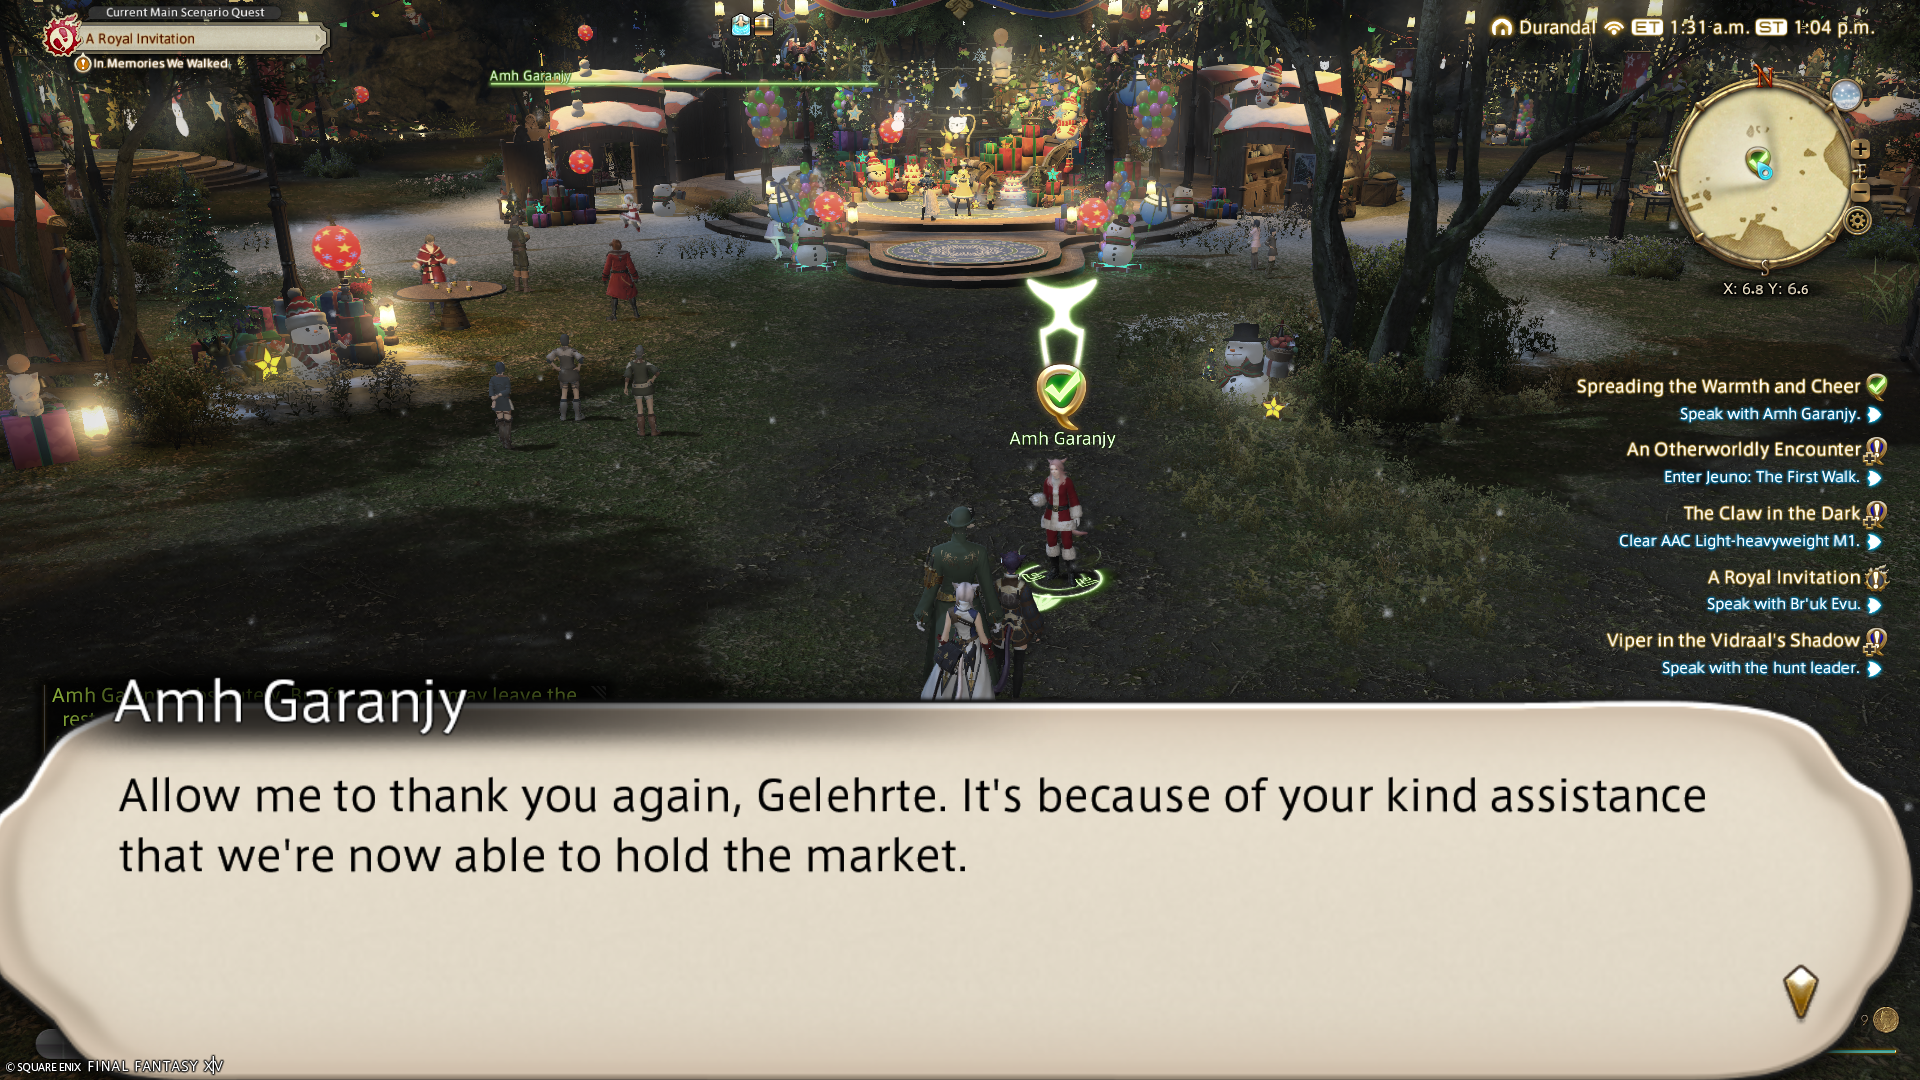 Current Main Scenario Quest
A Royal Invitation
In Memories We Walked
Amh Garanjy
Durandal ET 1:31 a.m. ST 1:04 p.m.
N
W
E
S
X: 6.8 Y: 6.6
Spreading the Warmth and Cheer
Speak with Amh Garanjy.
An Otherworldly Encounter
Enter Jeuno: The First Walk.
The Claw in the Dark
Clear AAC Light-heavyweight M1.
A Royal Invitation
Speak with Br'uk Evu.
Viper in the Vidraal's Shadow
Speak with the hunt leader.
Amh Garanjy
may leave the
Amh Garanjy
Allow me to thank you again, Gelehrte. It's because of your kind assistance
that we're now able to hold the market.
9
© SQUARE ENIX FINAL FANTASY XIV